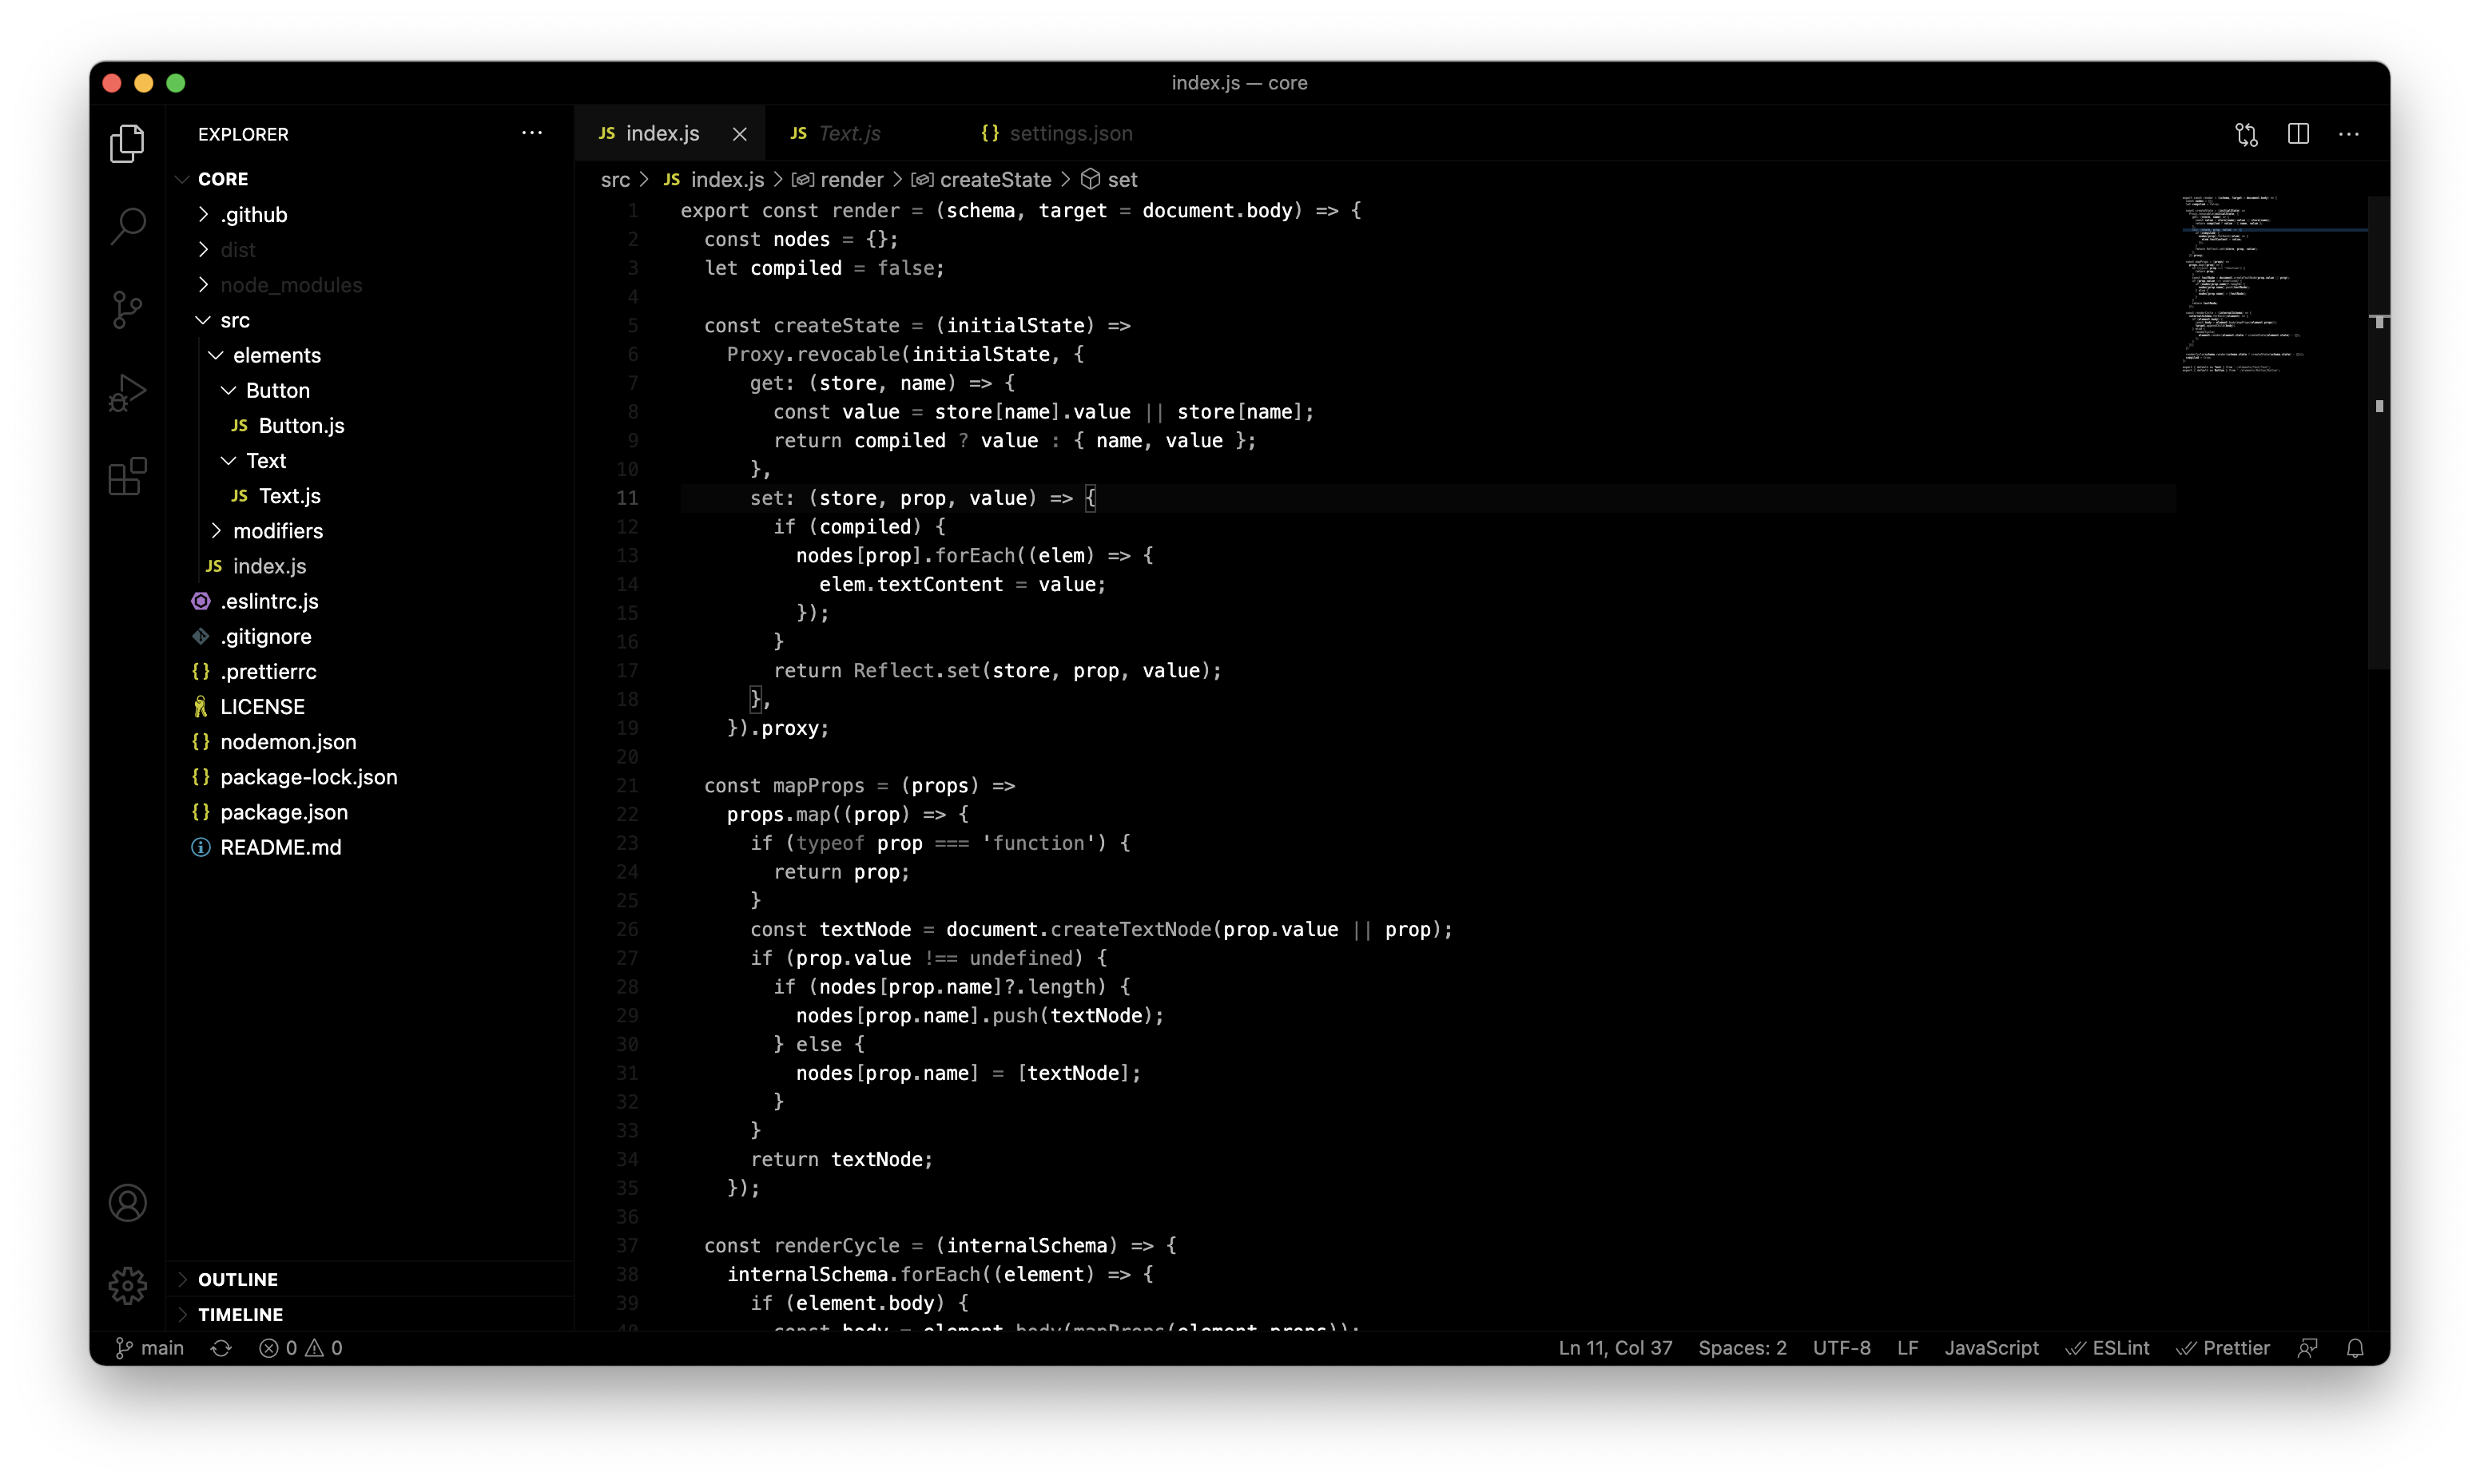 index.js — core
EXPLORER
CORE
.github
dist
node_modules
src
elements
Button
JS Button.js
Text
JS Text.js
modifiers
JS index.js
.eslintrc.js
.gitignore
{} .prettierrc
LICENSE
{} nodemon.json
{} package-lock.json
{} package.json
README.md
OUTLINE
TIMELINE
JS index.js
JS Text.js
{} settings.json
src > JS index.js > render > createState > set
1 export const render = (schema, target = document.body) => {
2 const nodes = {};
3 let compiled = false;
4
5 const createState = (initialState) =>
6 Proxy.revocable(initialState, {
7 get: (store, name) => {
8 const value = store[name].value || store[name];
9 return compiled ? value : { name, value };
10 },
11 set: (store, prop, value) => {
12 if (compiled) {
13 nodes[prop].forEach((elem) => {
14 elem.textContent = value;
15 });
16 }
17 return Reflect.set(store, prop, value);
18 },
19 }).proxy;
20
21 const mapProps = (props) =>
22 props.map((prop) => {
23 if (typeof prop === 'function') {
24 return prop;
25 }
26 const textNode = document.createTextNode(prop.value || prop);
27 if (prop.value !== undefined) {
28 if (nodes[prop.name]?.length) {
29 nodes[prop.name].push(textNode);
30 } else {
31 nodes[prop.name] = [textNode];
32 }
33 }
34 return textNode;
35 });
36
37 const renderCycle = (internalSchema) => {
38 internalSchema.forEach((element) => {
39 if (element.body) {
40 const body = element.body(mapProps(element.props));
main
0 0
Ln 11, Col 37
Spaces: 2
UTF-8
LF
JavaScript
ESLint
Prettier